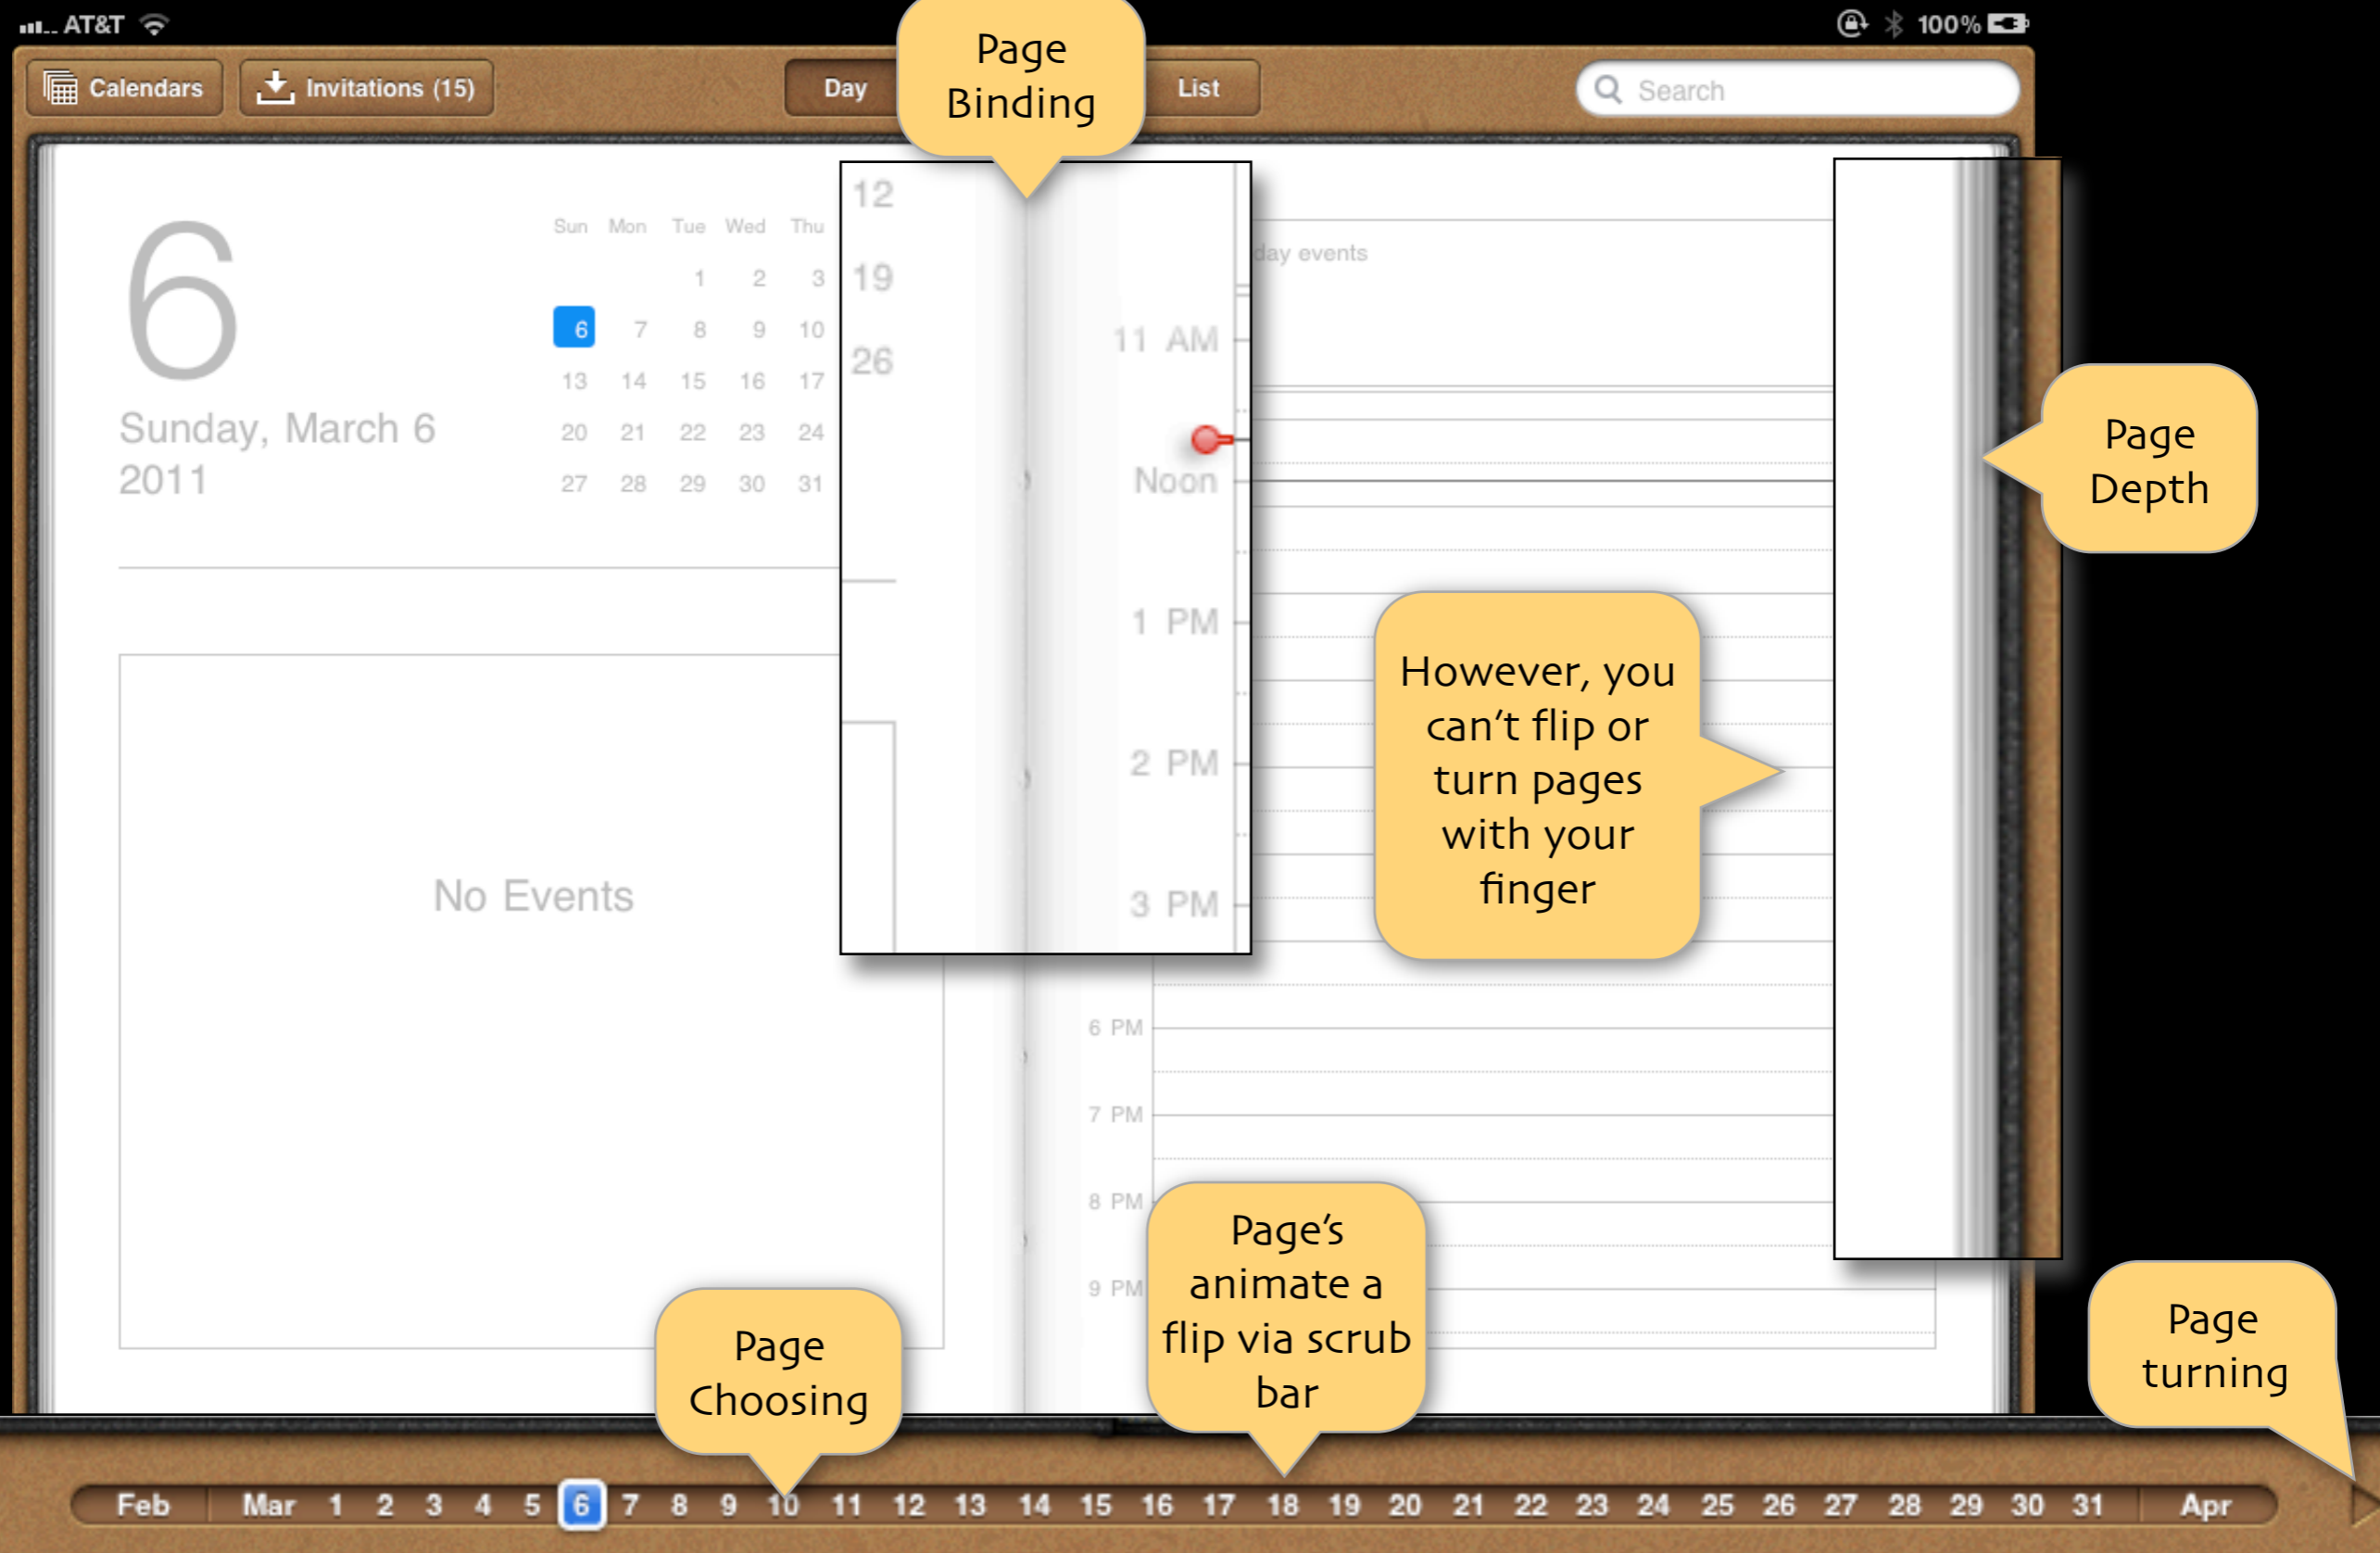 AT&T
100%
Calendars
Invitations (15)
Day
List
Search
Page
Binding
6
Sunday, March 6
2011
Sun Mon Tue Wed Thu
1 2 3
6 7 8 9 10
13 14 15 16 17
20 21 22 23 24
27 28 29 30 31
12
19
26
11 AM
Noon
1 PM
2 PM
3 PM
day events
Page
Depth
However, you
can't flip or
turn pages
with your
finger
No Events
6 PM
7 PM
8 PM
9 PM
Page
Choosing
Page's
animate a
flip via scrub
bar
Page
turning
Feb Mar 1 2 3 4 5 6 7 8 9 10 11 12 13 14 15 16 17 18 19 20 21 22 23 24 25 26 27 28 29 30 31 Apr